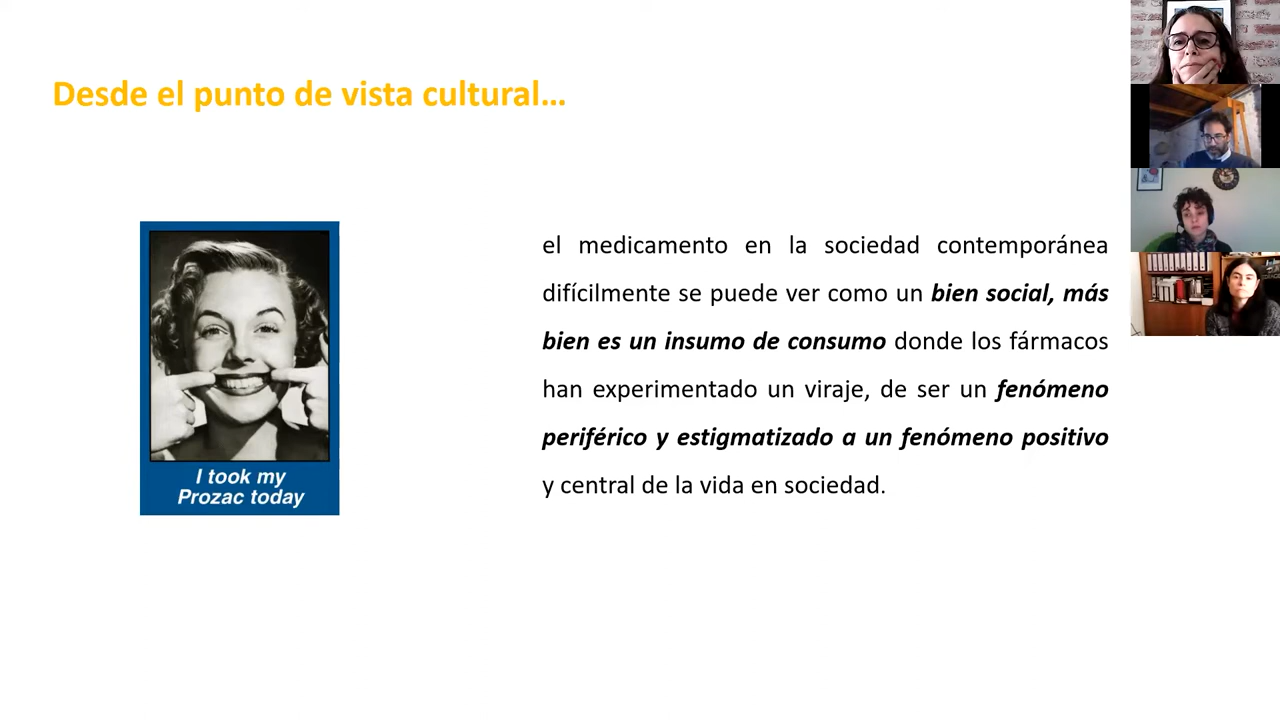 Desde el punto de vista cultural…
el medicamento en la sociedad contemporánea
difícilmente se puede ver como un bien social, más
bien es un insumo de consumo donde los fármacos
han experimentado un viraje, de ser un fenómeno
periférico y estigmatizado a un fenómeno positivo
y central de la vida en sociedad.
I took my
Prozac today